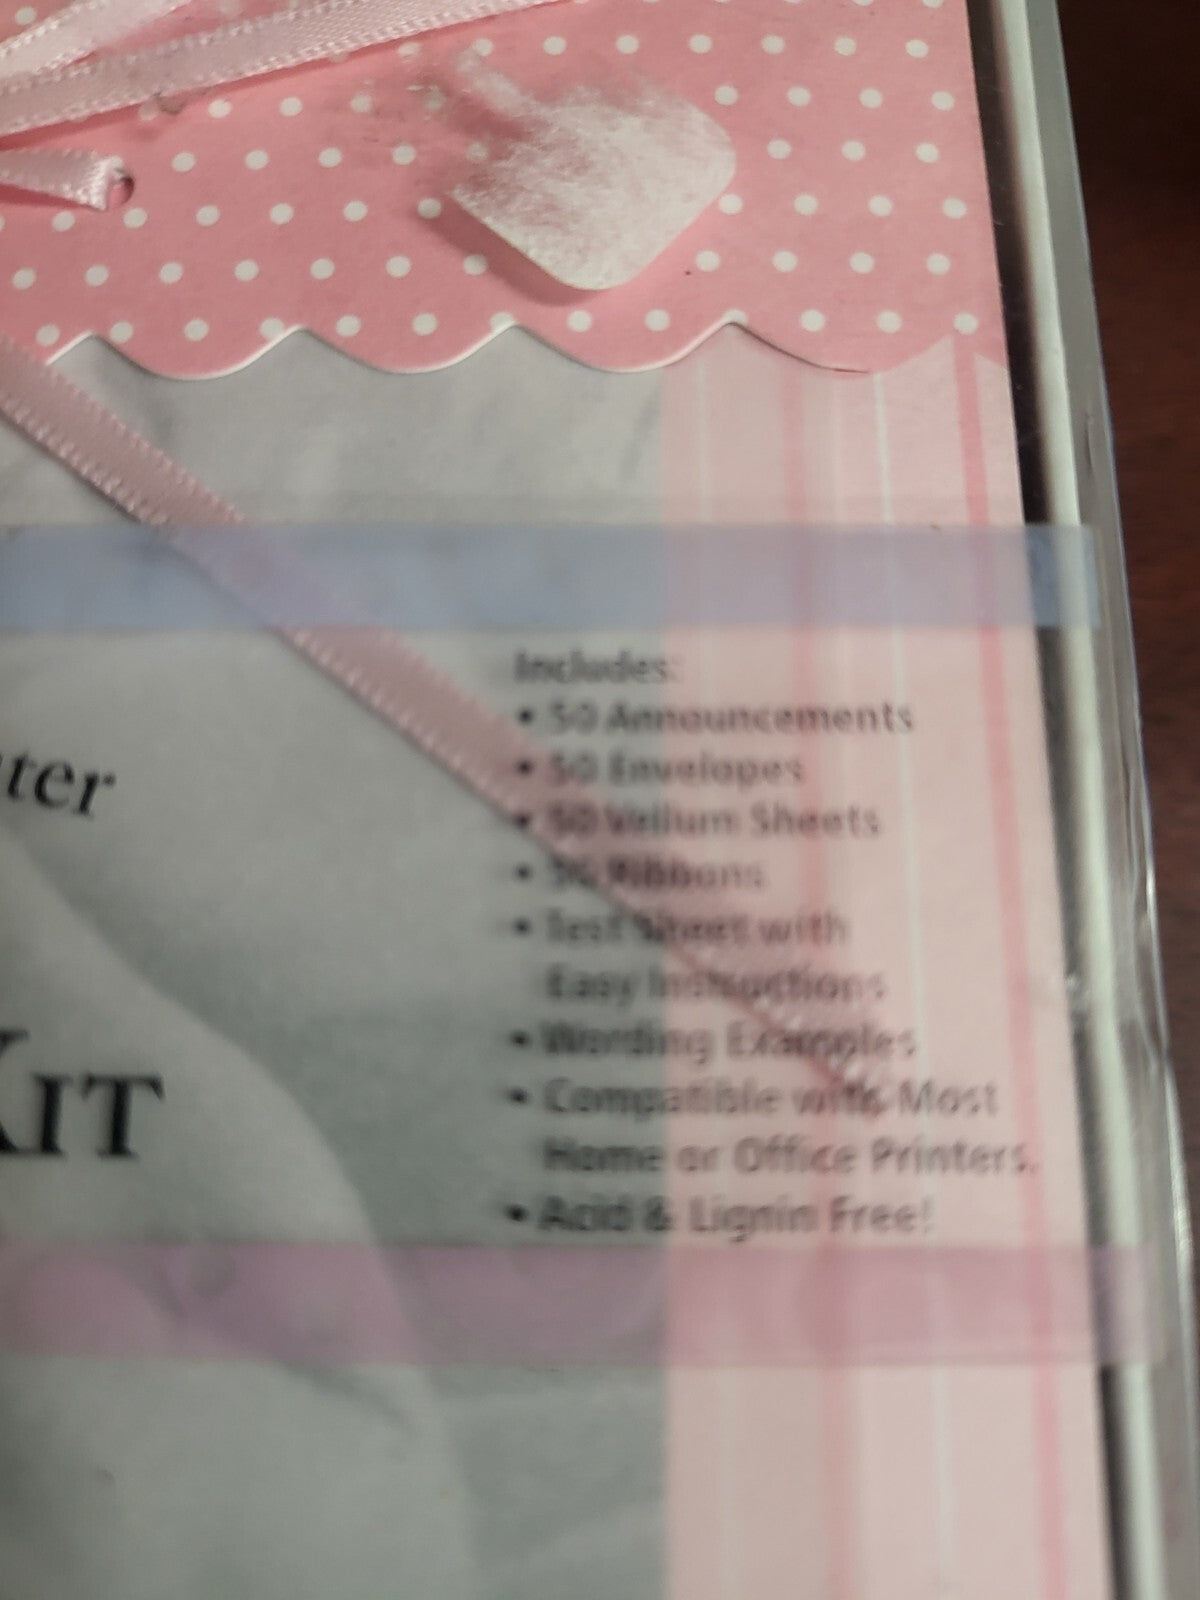 Includes:
• 50 Announcements
• 50 Envelopes
• 50 Vellum Sheets
• Ribbons
• Test Sheet with
Easy Instructions
ter
• Wording Examples
• Compatible with Most
KIT
Home or Office Printers.
• Acid & Lignin Free!